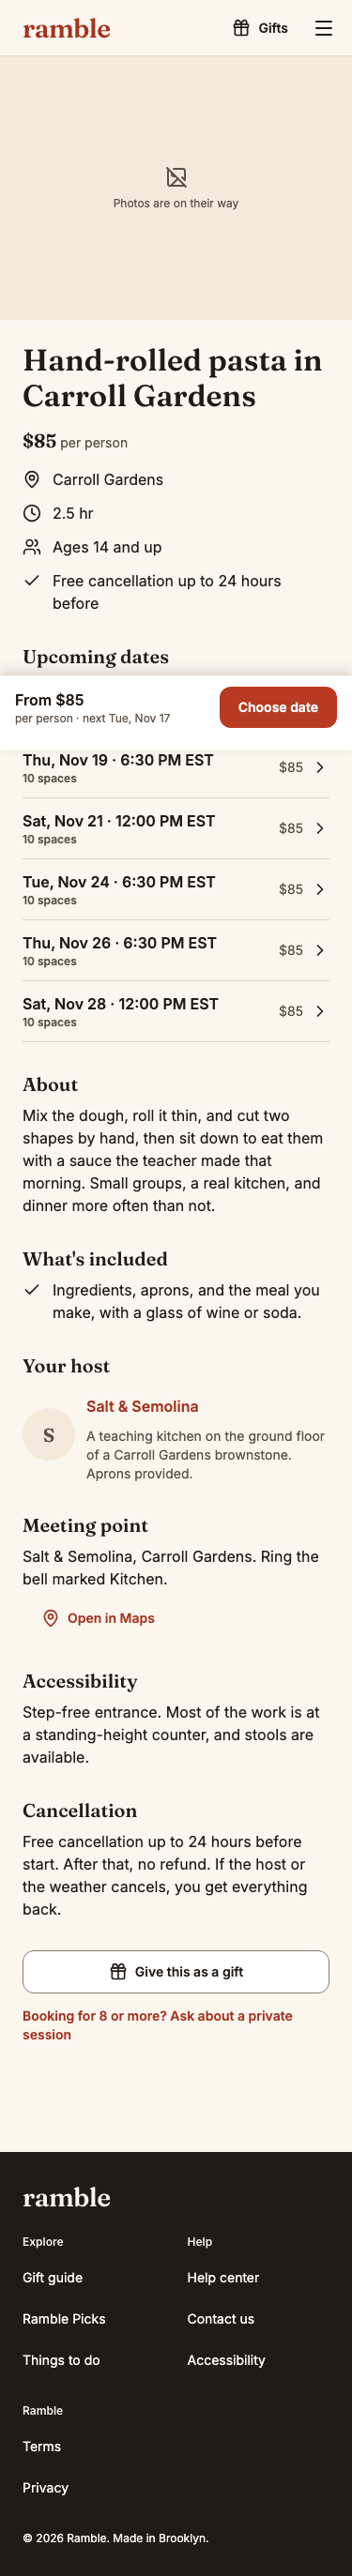 ramble
Gifts
Photos are on their way
Hand-rolled pasta in
Carroll Gardens
$85 per person
Carroll Gardens
2.5 hr
Ages 14 and up
Free cancellation up to 24 hours
before
Upcoming dates
From $85
per person · next Tue, Nov 17
Choose date
Thu, Nov 19 · 6:30 PM EST
10 spaces
$85
Sat, Nov 21 · 12:00 PM EST
10 spaces
$85
Tue, Nov 24 · 6:30 PM EST
10 spaces
$85
Thu, Nov 26 · 6:30 PM EST
10 spaces
$85
Sat, Nov 28 · 12:00 PM EST
10 spaces
$85
About
Mix the dough, roll it thin, and cut two
shapes by hand, then sit down to eat them
with a sauce the teacher made that
morning. Small groups, a real kitchen, and
dinner more often than not.
What's included
Ingredients, aprons, and the meal you
make, with a glass of wine or soda.
Your host
S
Salt & Semolina
A teaching kitchen on the ground floor
of a Carroll Gardens brownstone.
Aprons provided.
Meeting point
Salt & Semolina, Carroll Gardens. Ring the
bell marked Kitchen.
Open in Maps
Accessibility
Step-free entrance. Most of the work is at
a standing-height counter, and stools are
available.
Cancellation
Free cancellation up to 24 hours before
start. After that, no refund. If the host or
the weather cancels, you get everything
back.
Give this as a gift
Booking for 8 or more? Ask about a private
session
ramble
Explore
Gift guide
Ramble Picks
Things to do
Help
Help center
Contact us
Accessibility
Ramble
Terms
Privacy
© 2026 Ramble. Made in Brooklyn.